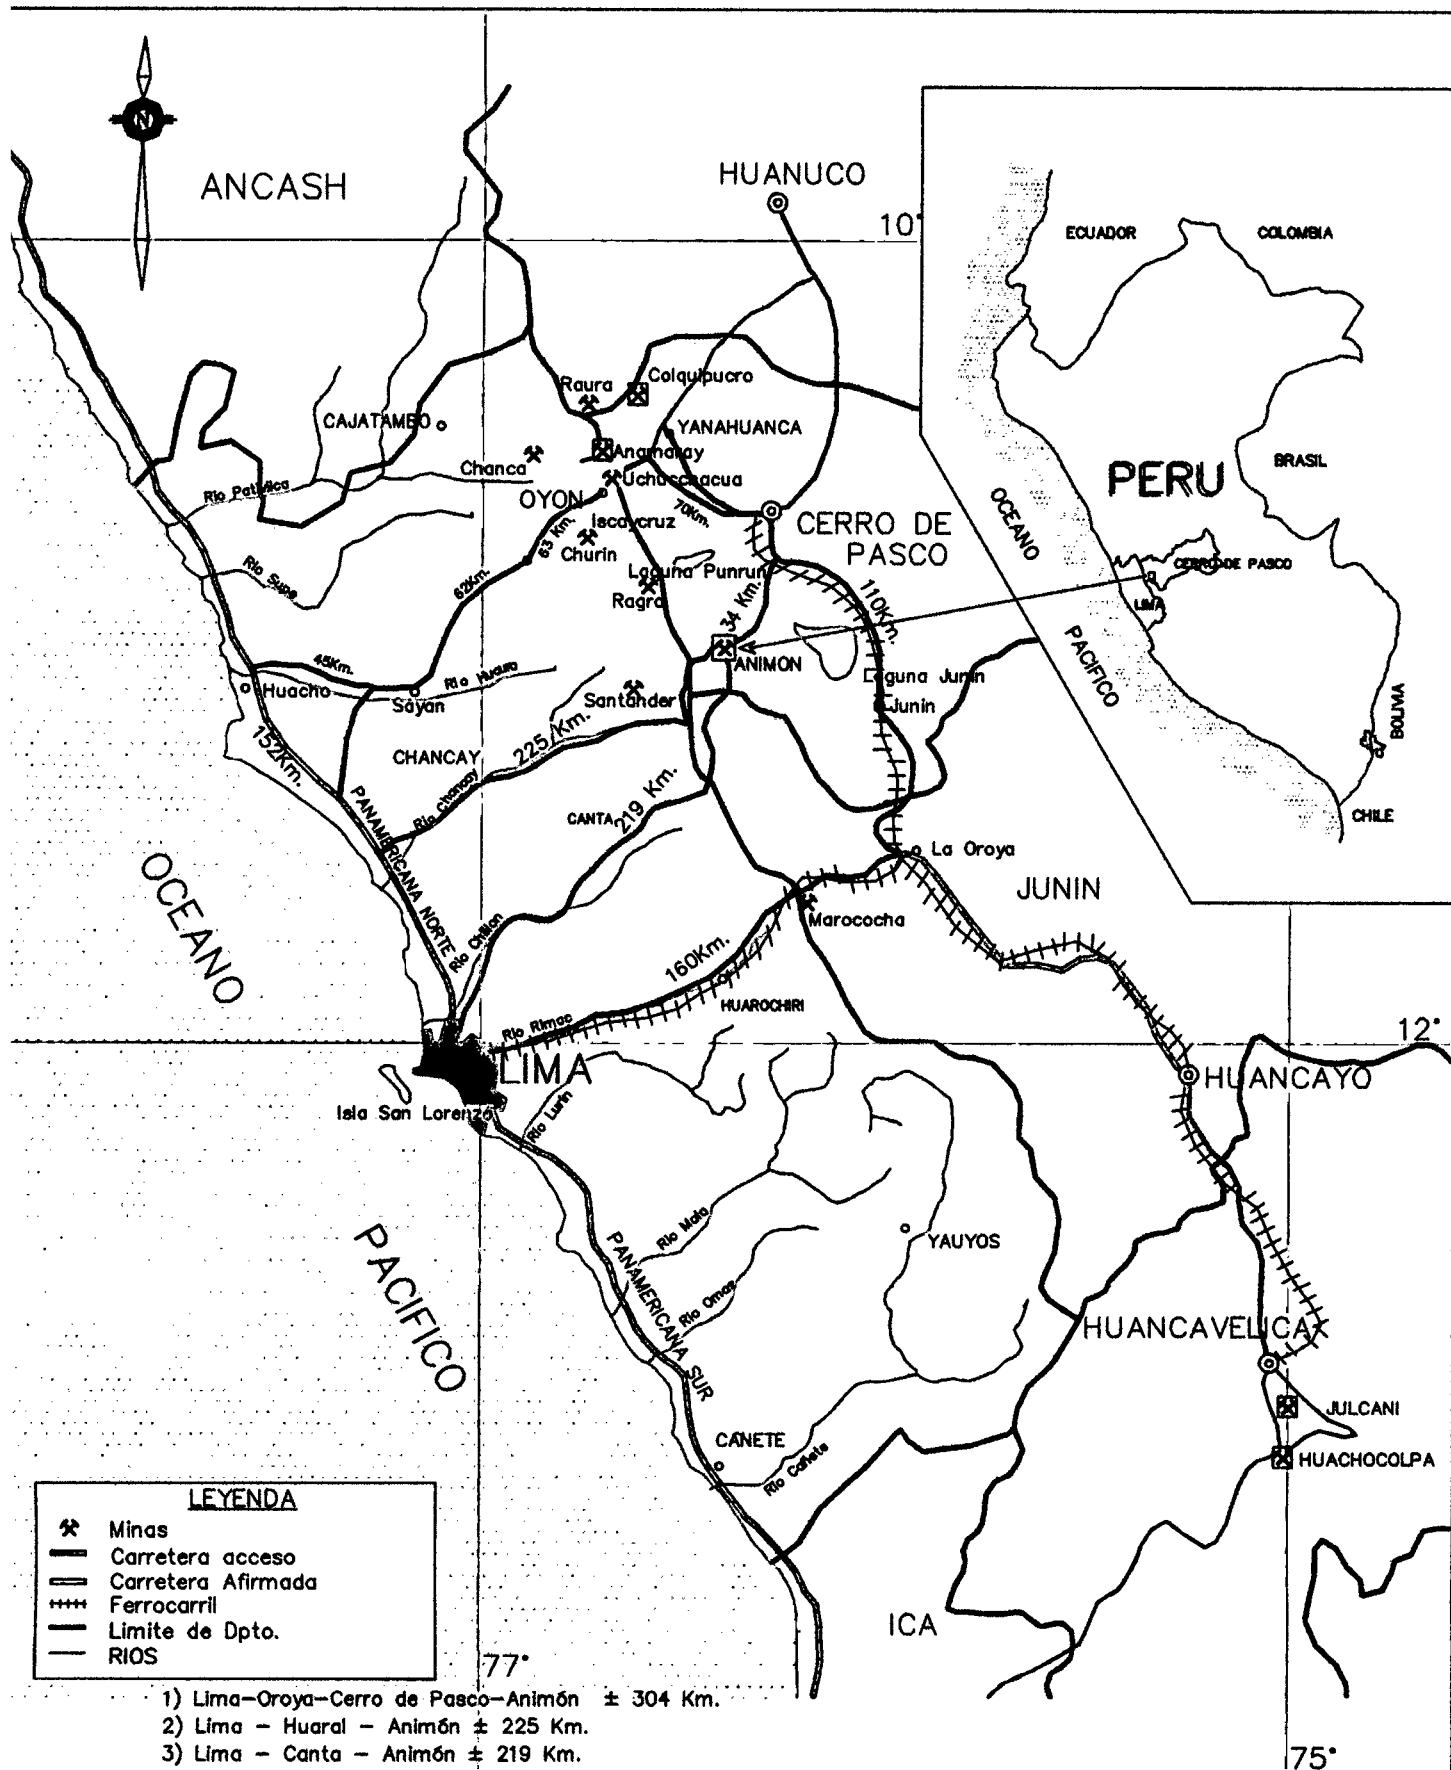 N
ANCASH
HUANUCO
10°
ECUADOR
COLOMBIA
BRASIL
PERU
OCEANO
PACIFICO
CERRO DE PASCO
LIMA
BOLIVIA
CHILE
Raura
Colquipucro
CAJATAMBO
YANAHUANCA
Chanca
Anamaray
Uchucchacua
Rio Pativilca
OYON
70Km.
CERRO DE
PASCO
Iscaycruz
63 Km.
Churin
Rio Supe
62Km.
Laguna Punrun
Ragra
34 Km.
110Km.
ANIMON
45Km.
Rio Huaura
Huacho
Sayan
Santander
Laguna Junin
Junin
152Km.
CHANCAY
225 Km.
Rio Chancay
PANAMERICANA NORTE
CANTA
219 Km.
La Oroya
JUNIN
OCEANO
Marococha
Rio Chillon
160Km.
HUAROCHIRI
Rio Rimac
12°
LIMA
HUANCAYO
Isla San Lorenzo
Rio Lurin
PACIFICO
Rio Mala
YAUYOS
PANAMERICANA SUR
Rio Omas
HUANCAVELICA
JULCANI
CAÑETE
Rio Cañete
HUACHOCOLPA
LEYENDA
Minas
Carretera acceso
Carretera Afirmada
Ferrocarril
Limite de Dpto.
RIOS
ICA
77°
75°
1) Lima-Oroya-Cerro de Pasco-Animón ± 304 Km.
2) Lima - Huaral - Animón ± 225 Km.
3) Lima - Canta - Animón ± 219 Km.